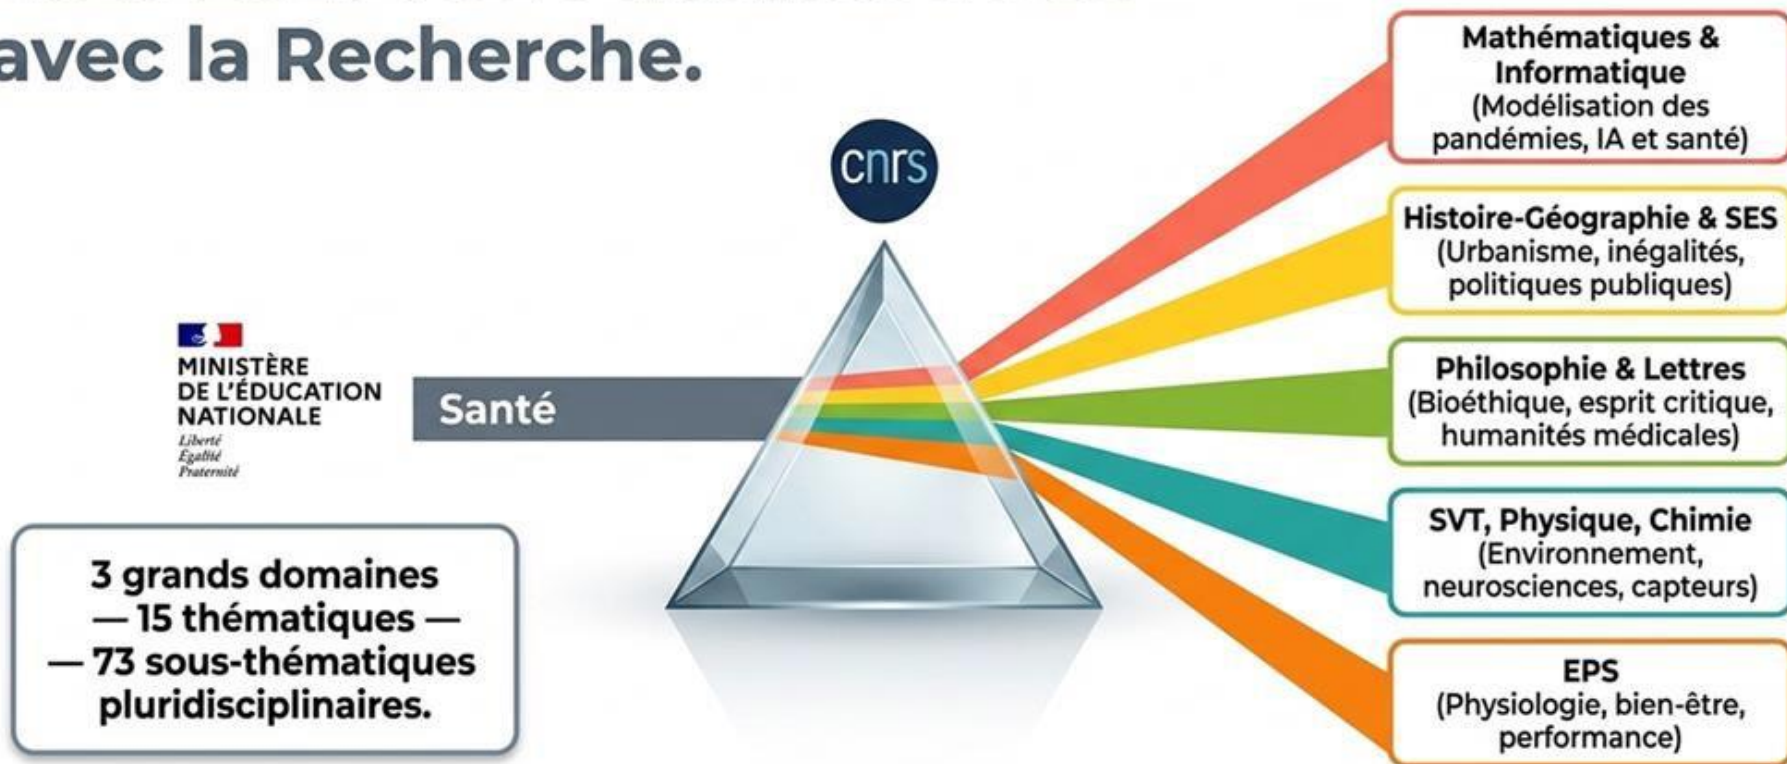 avec la Recherche.
cnrs
MINISTÈRE
DE L'ÉDUCATION
NATIONALE
Liberté
Égalité
Fraternité
Santé
3 grands domaines
— 15 thématiques —
— 73 sous-thématiques
pluridisciplinaires.
Mathématiques &
Informatique
(Modélisation des
pandémies, IA et santé)
Histoire-Géographie & SES
(Urbanisme, inégalités,
politiques publiques)
Philosophie & Lettres
(Bioéthique, esprit critique,
humanités médicales)
SVT, Physique, Chimie
(Environnement,
neurosciences, capteurs)
EPS
(Physiologie, bien-être,
performance)